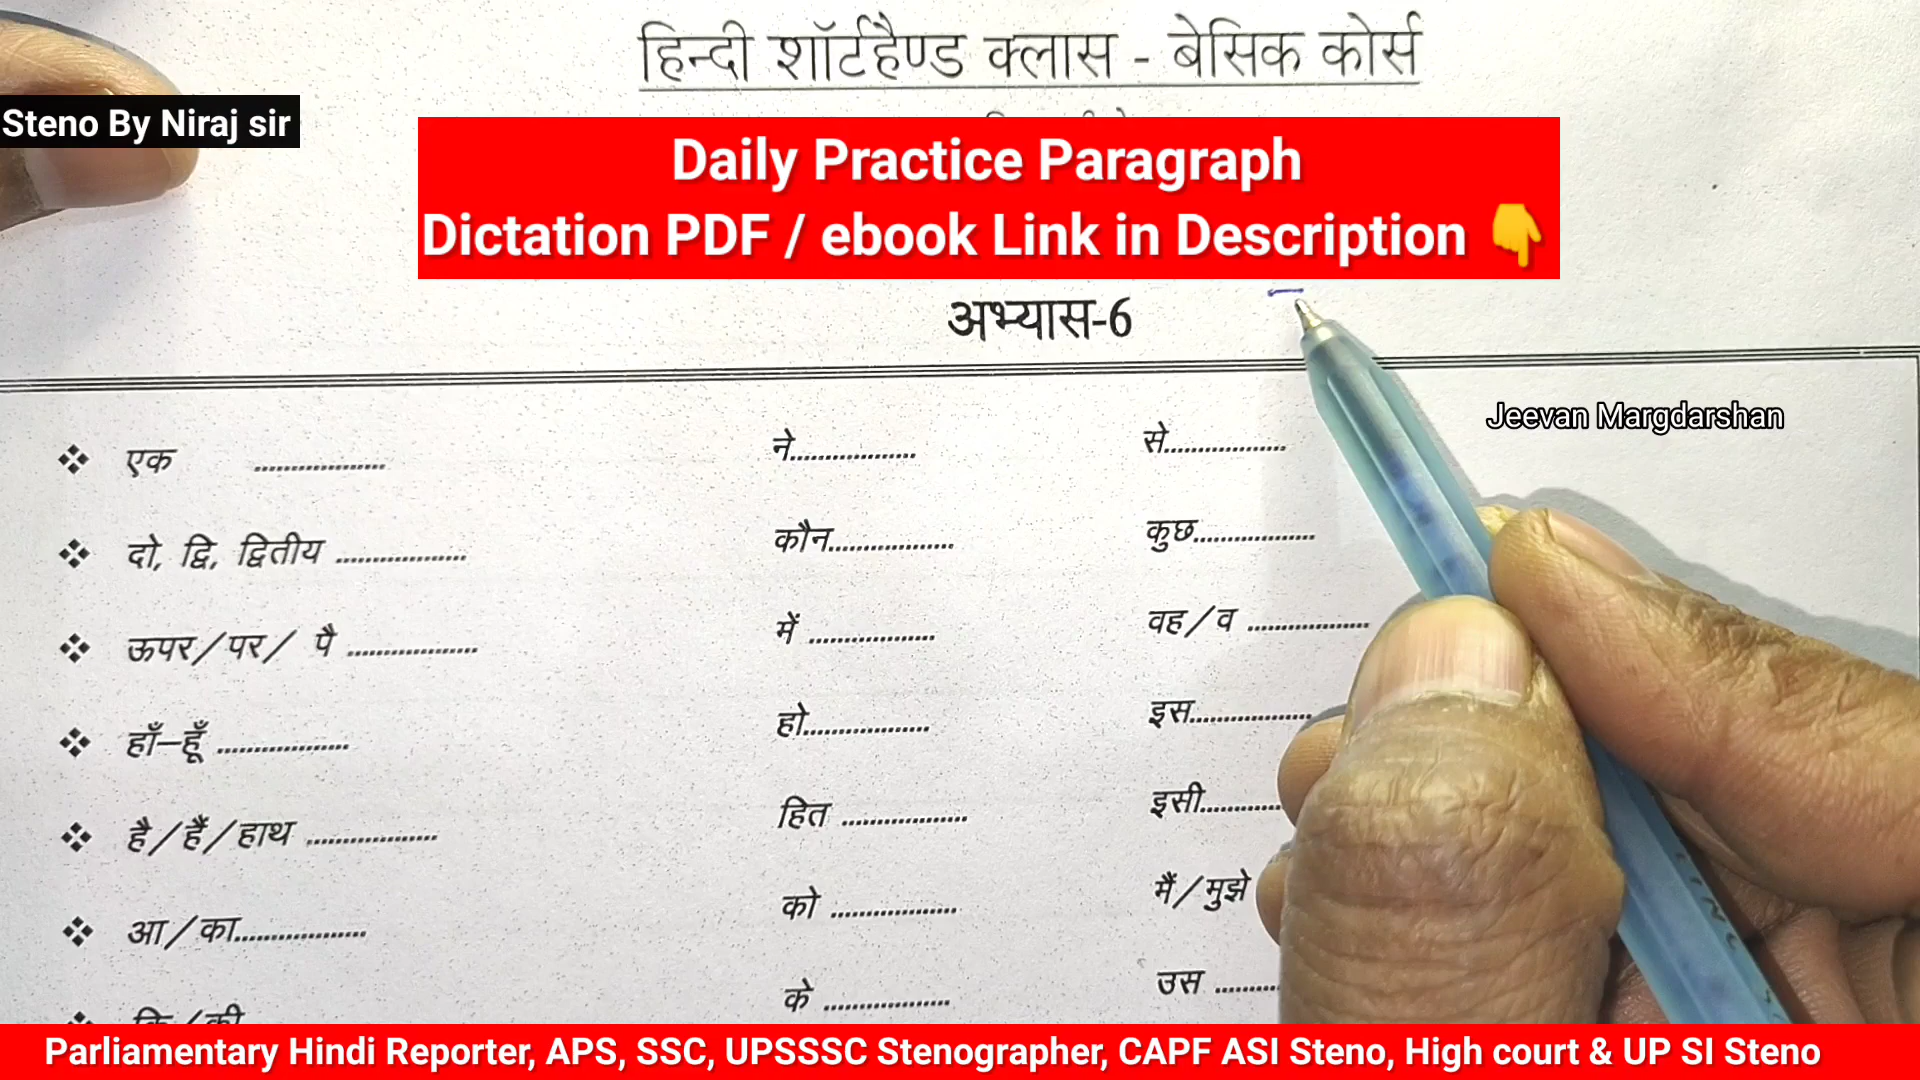 हिन्दी शॉर्टहैण्ड क्लास - बेसिक कोर्स
Steno By Niraj sir
Daily Practice Paragraph
Dictation PDF / ebook Link in Description 👇
अभ्यास-6
Jeevan Margdarshan
❖ एक .................. ने.................. से..................
❖ दो, द्वि, द्वितीय .................. कौन.................. कुछ..................
❖ ऊपर/पर/ पै .................. में .................. वह/व ..................
❖ हाँ–हूँ .................. हो.................. इस..................
❖ है/हैं/हाथ .................. हित .................. इसी............
❖ आ/का.................. को .................. मैं/मुझे
❖ कि/की के .................. उस .........
Parliamentary Hindi Reporter, APS, SSC, UPSSSC Stenographer, CAPF ASI Steno, High court & UP SI Steno